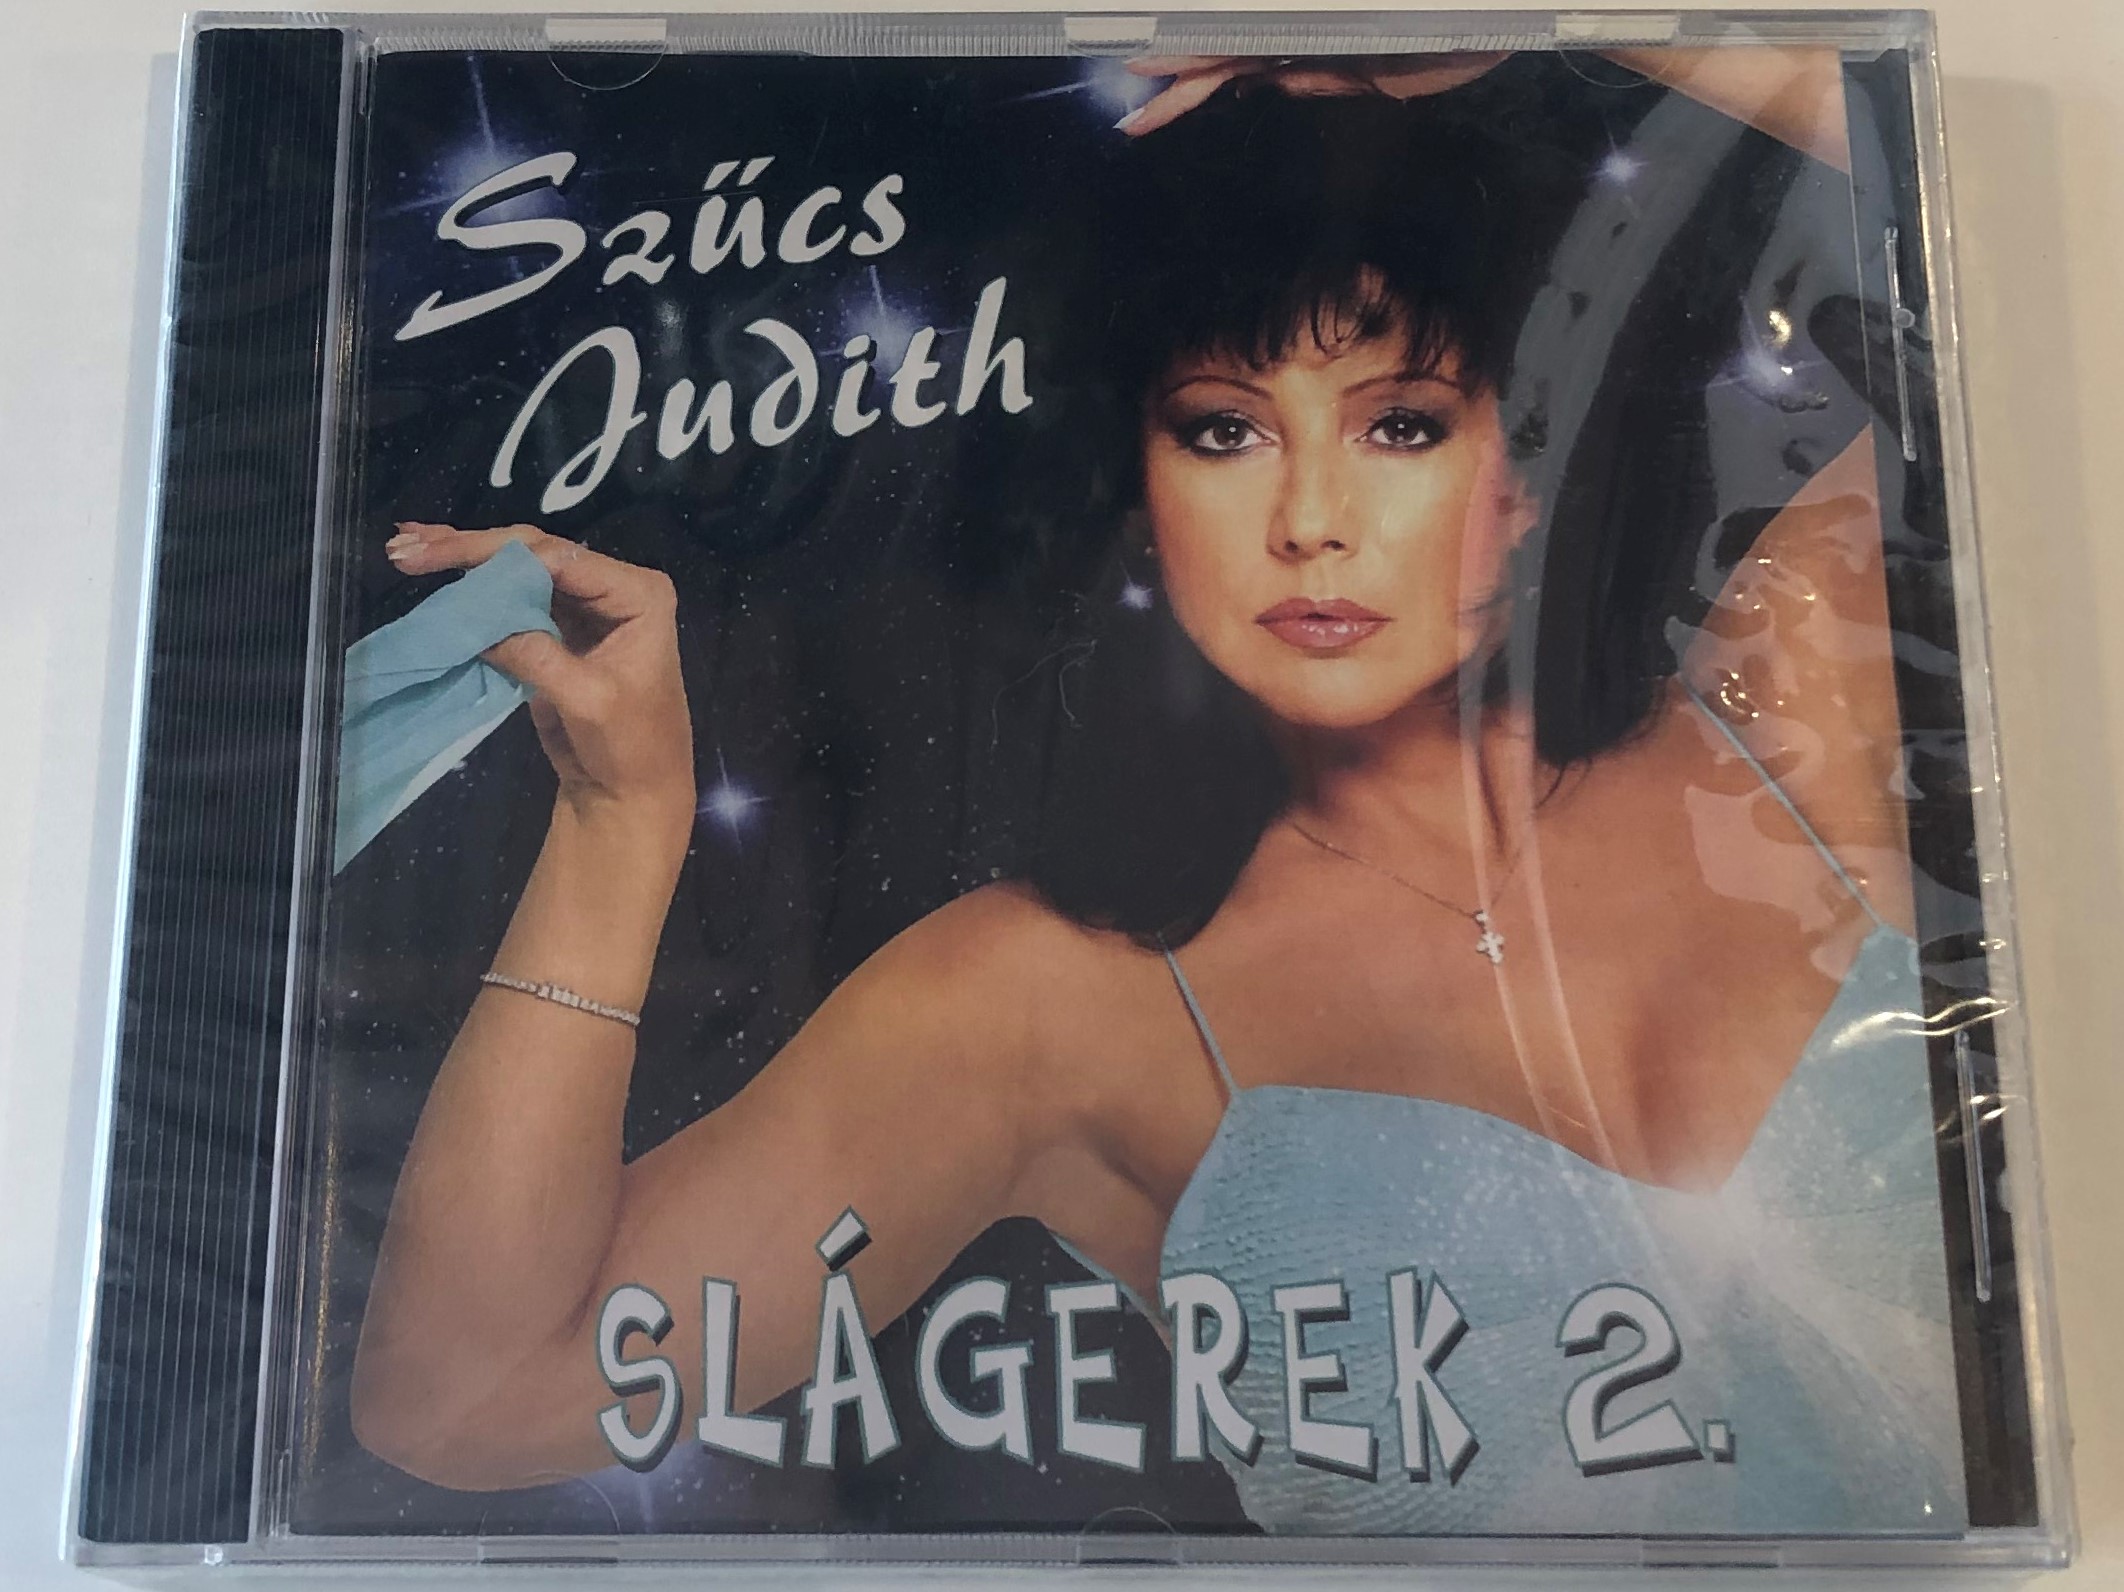 Szűcs
Judith
SLÁGEREK 2.